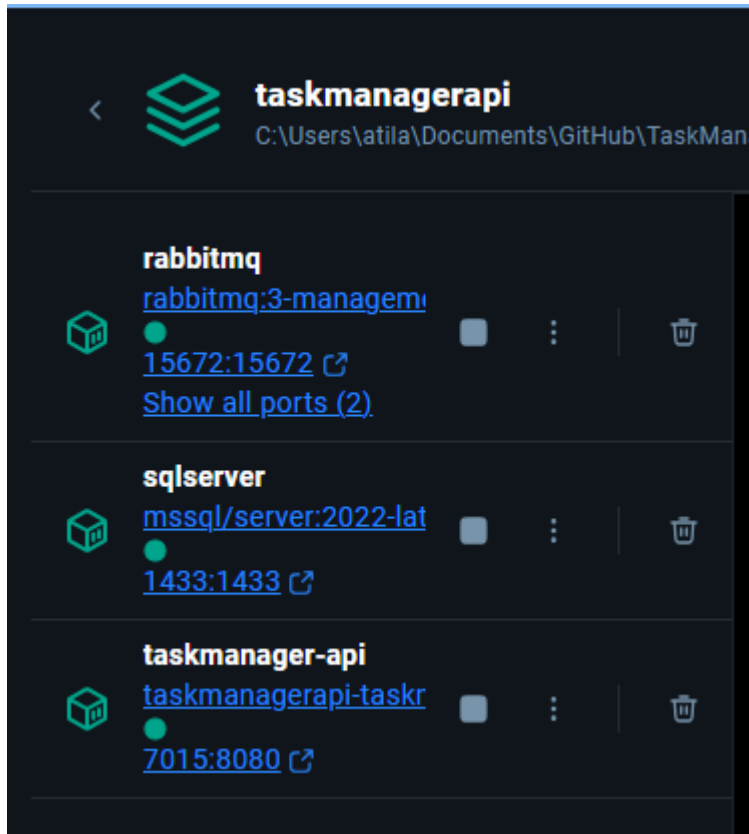 taskmanagerapi
C:\Users\atila\Documents\GitHub\TaskMan
rabbitmq
rabbitmq:3-managem
15672:15672
Show all ports (2)
sqlserver
mssql/server:2022-lat
1433:1433
taskmanager-api
taskmanagerapi-taskr
7015:8080